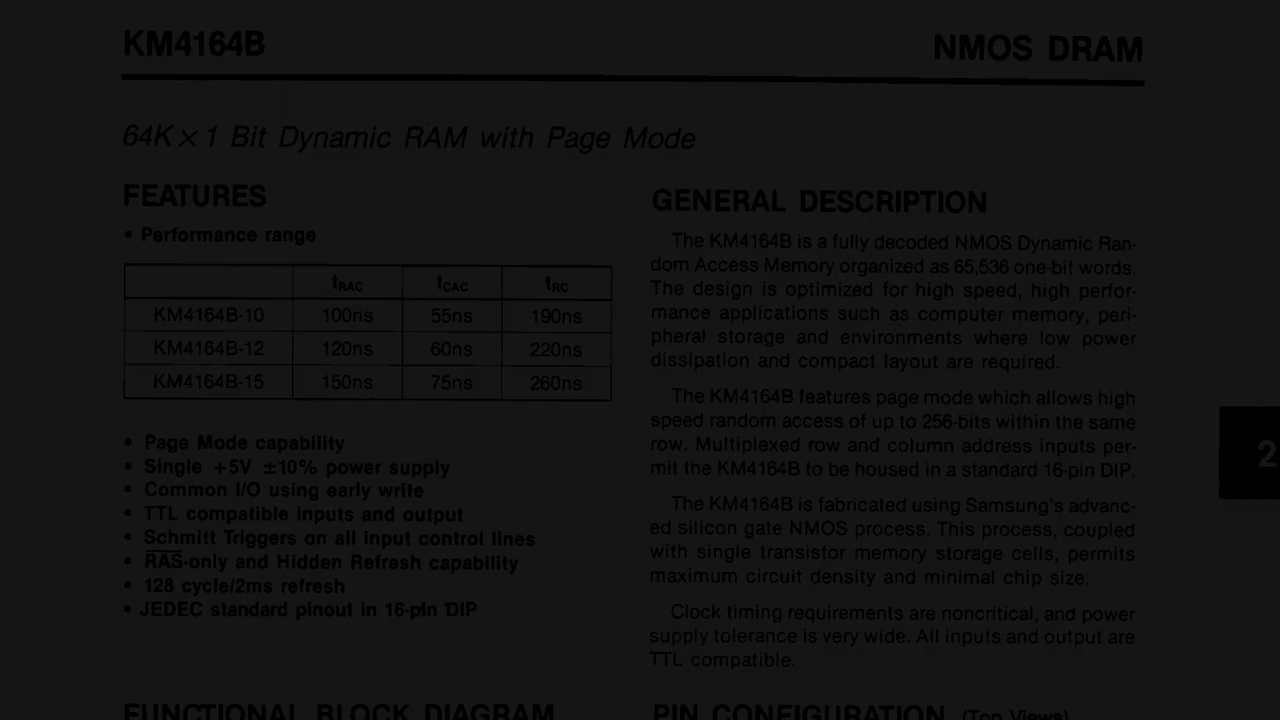 KM4164B
NMOS DRAM
64K × 1 Bit Dynamic RAM with Page Mode
FEATURES
• Performance range
tRAC tCAC tRC
KM4164B-10 100ns 55ns 190ns
KM4164B-12 120ns 60ns 220ns
KM4164B-15 150ns 75ns 260ns
• Page Mode capability
• Single +5V ±10% power supply
• Common I/O using early write
• TTL compatible inputs and output
• Schmitt Triggers on all input control lines
• RAS-only and Hidden Refresh capability
• 128 cycle/2ms refresh
• JEDEC standard pinout in 16-pin DIP
GENERAL DESCRIPTION
The KM4164B is a fully decoded NMOS Dynamic Ran-
dom Access Memory organized as 65,536 one-bit words.
The design is optimized for high speed, high perfor-
mance applications such as computer memory, peri-
pheral storage and environments where low power
dissipation and compact layout are required.
The KM4164B features page mode which allows high
speed random access of up to 256-bits within the same
row. Multiplexed row and column address inputs per-
mit the KM4164B to be housed in a standard 16-pin DIP.
The KM4164B is fabricated using Samsung's advanc-
ed silicon gate NMOS process. This process, coupled
with single transistor memory storage cells, permits
maximum circuit density and minimal chip size.
Clock timing requirements are noncritical, and power
supply tolerance is very wide. All inputs and output are
TTL compatible.
2
FUNCTIONAL BLOCK DIAGRAM
PIN CONFIGURATION (Top Views)